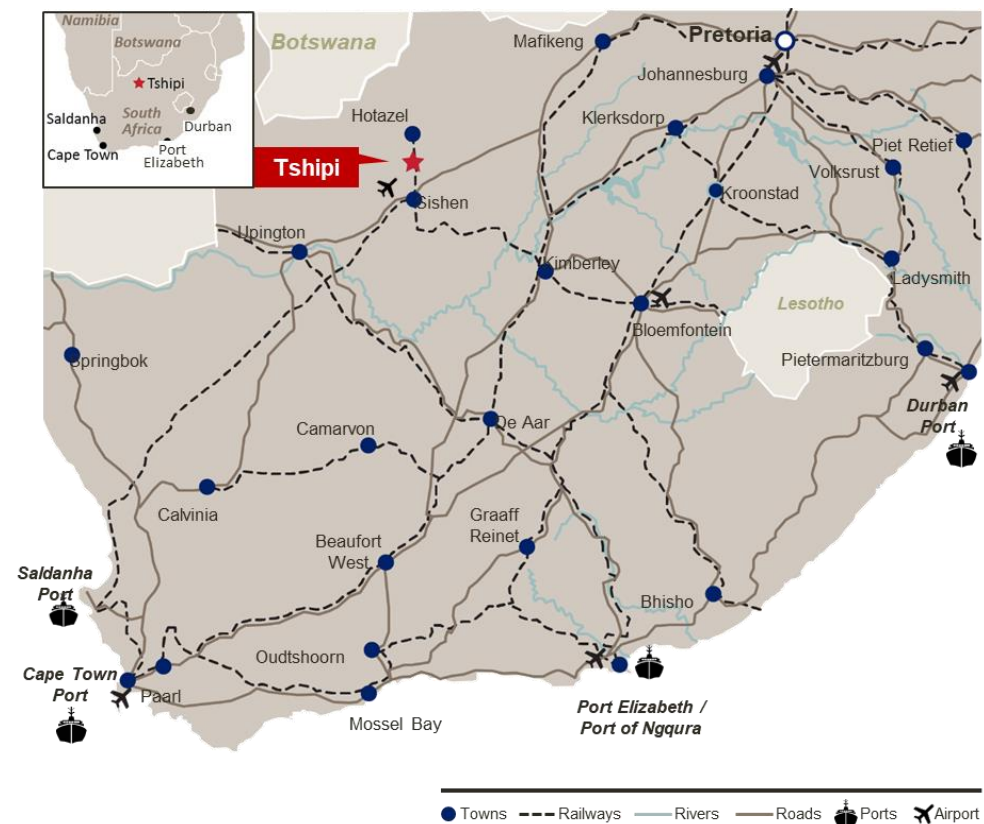 Namibia
Botswana
Tshipi
South
Africa
Saldanha
Durban
Cape Town
Port
Elizabeth
Botswana
Mafikeng
Pretoria
Johannesburg
Hotazel
Klerksdorp
Piet Retief
Tshipi
Volksrust
Sishen
Kroonstad
Upington
Kimberley
Ladysmith
Lesotho
Bloemfontein
Springbok
Pietermaritzburg
Durban
Port
De Aar
Camarvon
Calvinia
Graaff
Reinet
Beaufort
West
Saldanha
Port
Bhisho
Oudtshoorn
Cape Town
Port
Paarl
Mossel Bay
Port Elizabeth /
Port of Ngqura
Towns Railways Rivers Roads Ports Airport